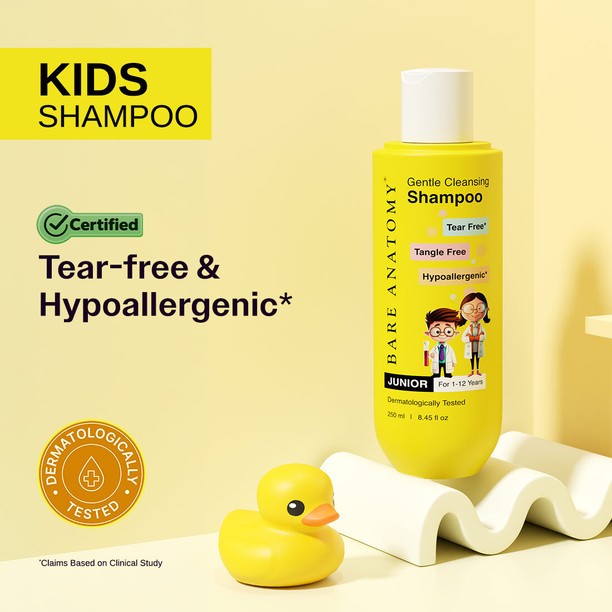 KIDS
SHAMPOO
Certified
Tear-free &
Hypoallergenic*
DERMATOLOGICALLY
TESTED
*Claims Based on Clinical Study
BARE ANATOMY
Gentle Cleansing
Shampoo
Tear Free*
Tangle Free
Hypoallergenic*
JUNIOR For 1-12 Years
Dermatologically Tested
250 ml | 8.45 fl oz